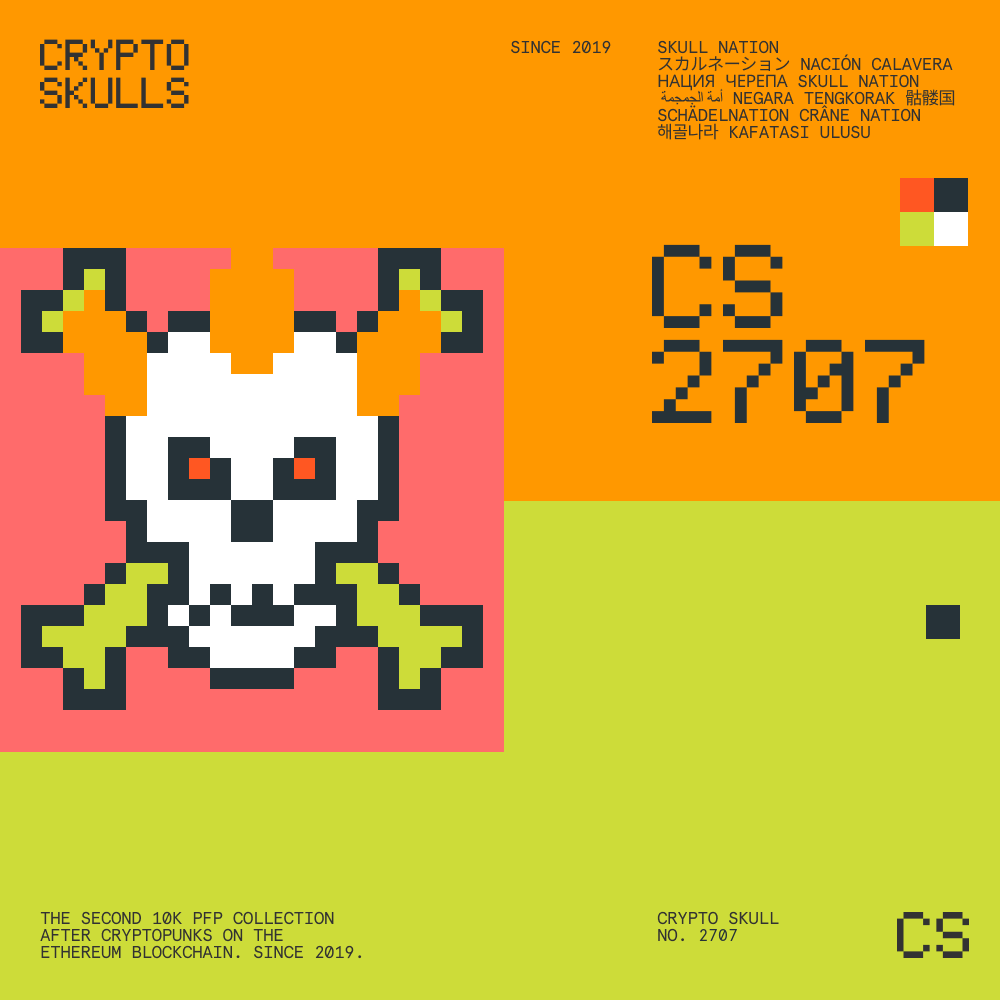 CRYPTO
SKULLS
SINCE 2019
SKULL NATION
スカルネーション NACIÓN CALAVERA
НАЦИЯ ЧЕРЕПА SKULL NATION
أمة الجمجمة NEGARA TENGKORAK 骷髅国
SCHÄDELNATION CRÂNE NATION
해골나라 KAFATASI ULUSU
CS
2707
THE SECOND 10K PFP COLLECTION
AFTER CRYPTOPUNKS ON THE
ETHEREUM BLOCKCHAIN. SINCE 2019.
CRYPTO SKULL
NO. 2707
CS